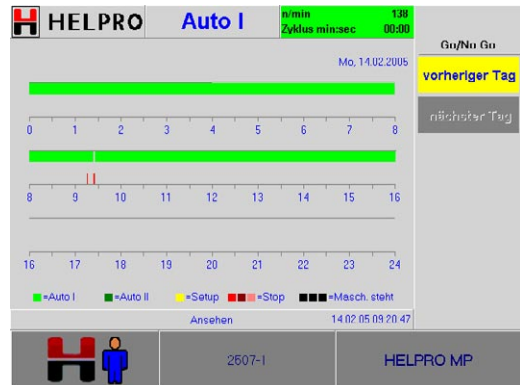 HELPRO
Auto I
n/min 138
Zyklus min:sec 00:00
Go/No Go
Mo, 14.02.2005
vorheriger Tag
nächster Tag
0 1 2 3 4 5 6 7 8
8 9 10 11 12 13 14 15 16
16 17 18 19 20 21 22 23 24
=Auto I =Auto II =Setup =Stop =Masch. steht
Ansehen 14.02.05 09:20:47
2507-I HELPRO MP